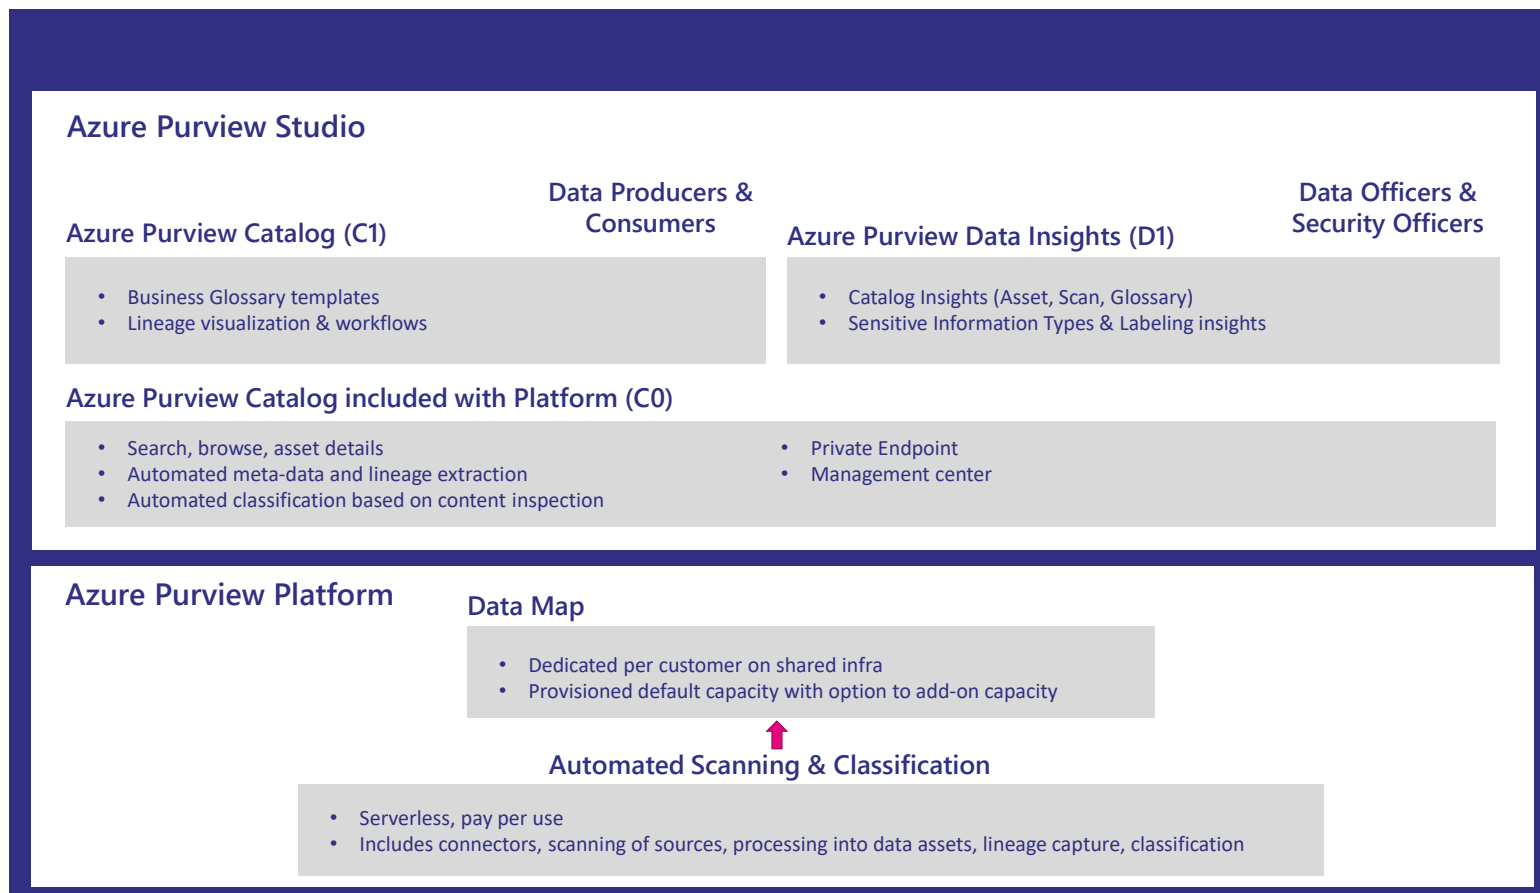 Azure Purview Studio
Data Producers &
Consumers
Azure Purview Catalog (C1)
• Business Glossary templates
• Lineage visualization & workflows
Data Officers &
Security Officers
Azure Purview Data Insights (D1)
• Catalog Insights (Asset, Scan, Glossary)
• Sensitive Information Types & Labeling insights
Azure Purview Catalog included with Platform (C0)
• Search, browse, asset details
• Automated meta-data and lineage extraction
• Automated classification based on content inspection
• Private Endpoint
• Management center
Azure Purview Platform
Data Map
• Dedicated per customer on shared infra
• Provisioned default capacity with option to add-on capacity
Automated Scanning & Classification
• Serverless, pay per use
• Includes connectors, scanning of sources, processing into data assets, lineage capture, classification